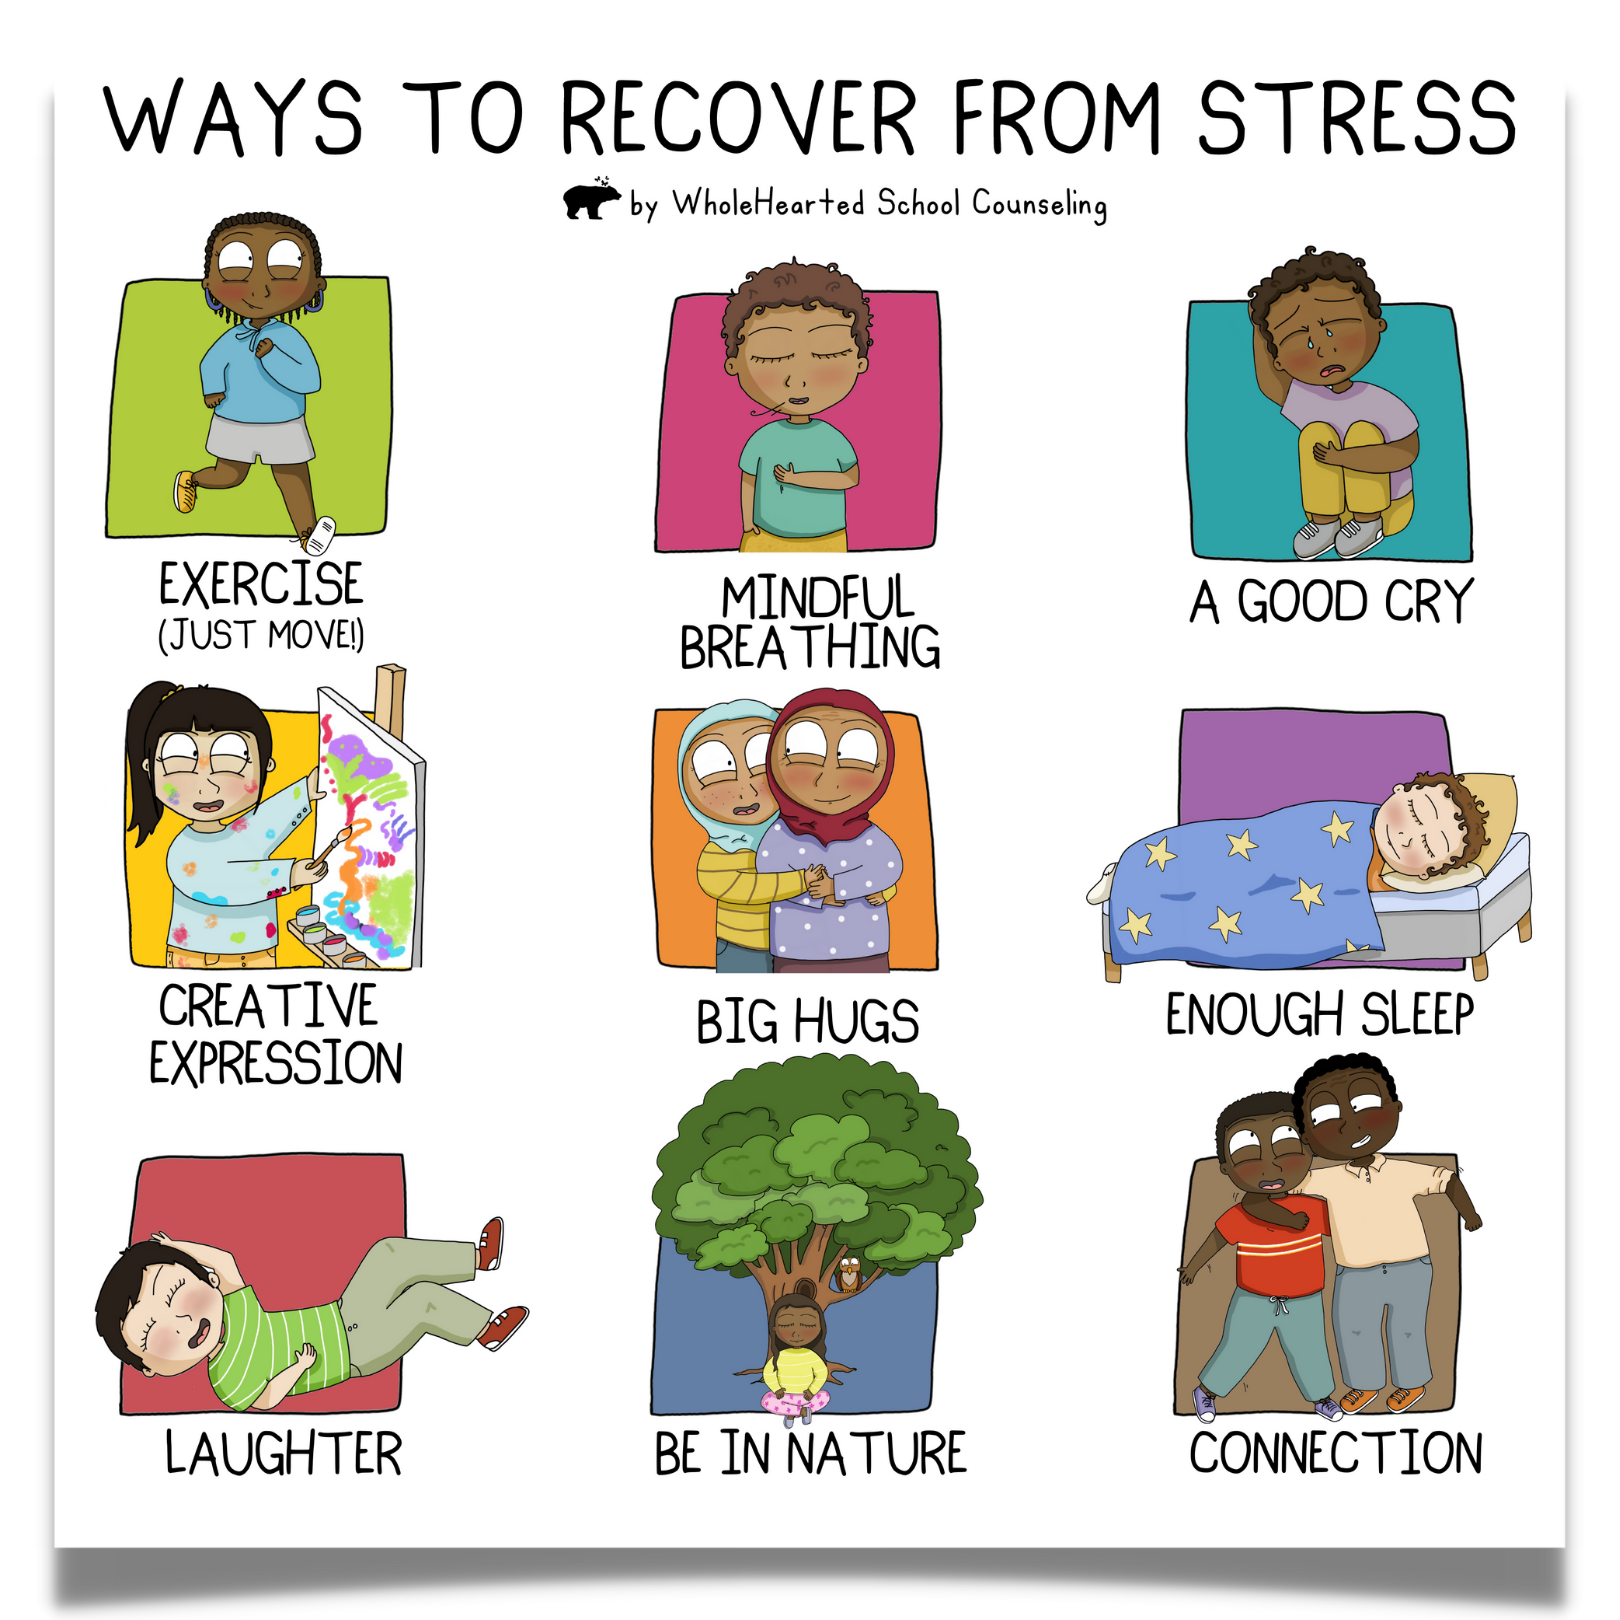 WAYS TO RECOVER FROM STRESS
by WholeHearted School Counseling
EXERCISE
(JUST MOVE!)
MINDFUL
BREATHING
A GOOD CRY
CREATIVE
EXPRESSION
BIG HUGS
ENOUGH SLEEP
LAUGHTER
BE IN NATURE
CONNECTION